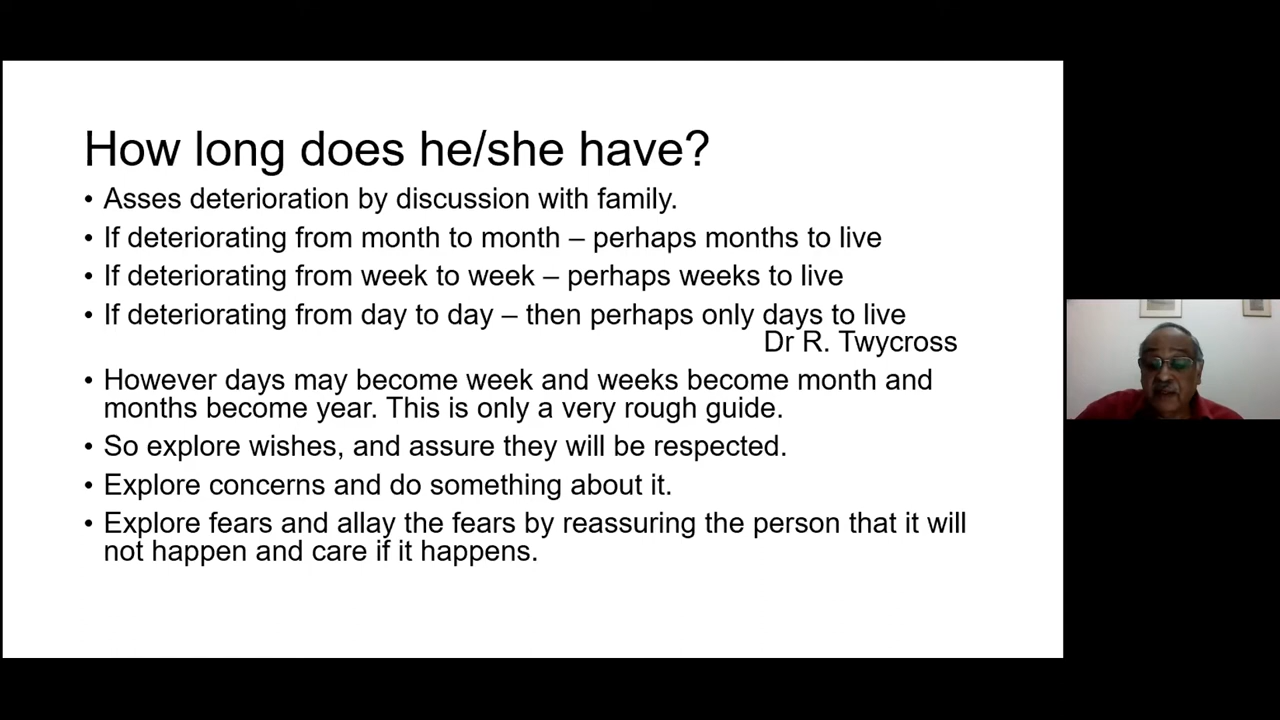 How long does he/she have?
• Asses deterioration by discussion with family.
• If deteriorating from month to month – perhaps months to live
• If deteriorating from week to week – perhaps weeks to live
• If deteriorating from day to day – then perhaps only days to live
Dr R. Twycross
• However days may become week and weeks become month and
months become year. This is only a very rough guide.
• So explore wishes, and assure they will be respected.
• Explore concerns and do something about it.
• Explore fears and allay the fears by reassuring the person that it will
not happen and care if it happens.